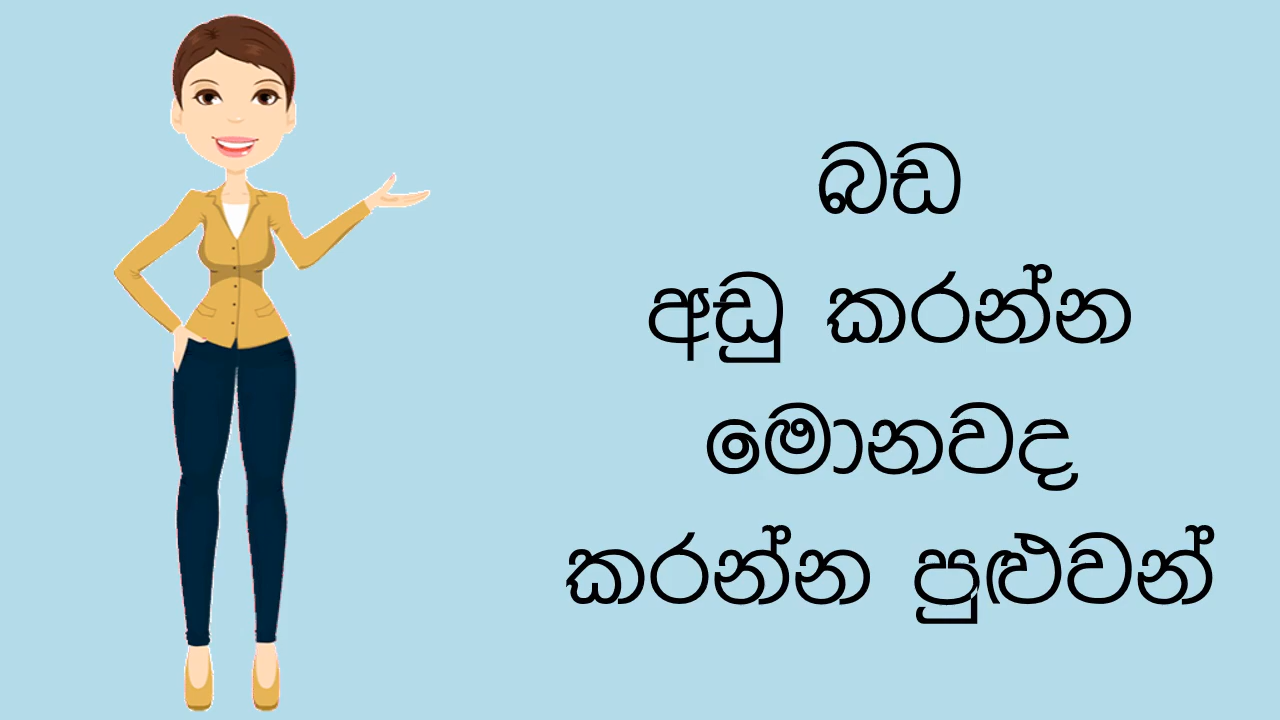 බඩ
අඩු කරන්න
මොනවද
කරන්න පුළුවන්